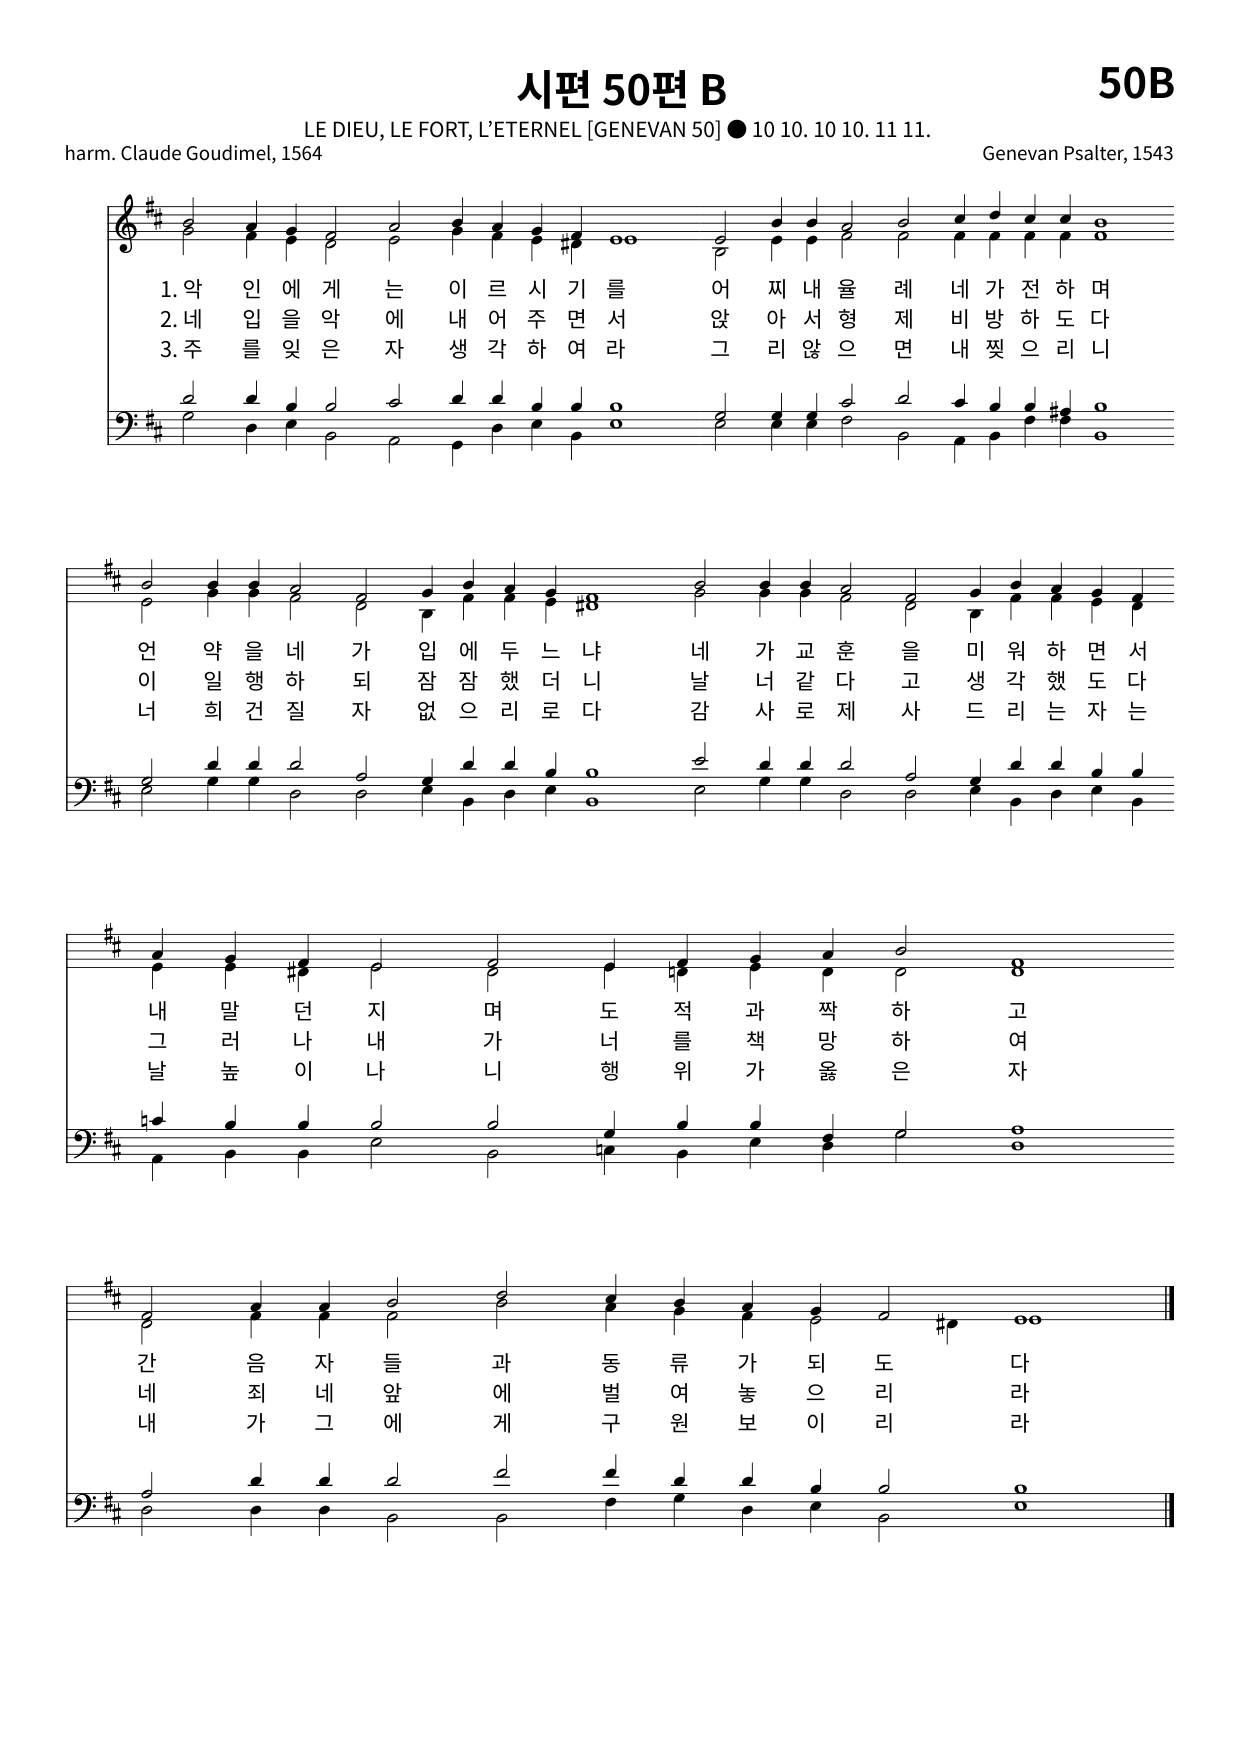 시편 50편 B
50B
LE DIEU, LE FORT, L’ETERNEL [GENEVAN 50] ● 10 10. 10 10. 11 11.
harm. Claude Goudimel, 1564
Genevan Psalter, 1543
1. 악 인 에 게 는 이 르 시 기 를 어 찌 내 율 례 네 가 전 하 며
2. 네 입 을 악 에 내 어 주 면 서 앉 아 서 형 제 비 방 하 도 다
3. 주 를 잊 은 자 생 각 하 여 라 그 리 않 으 면 내 찢 으 리 니
언 약 을 네 가 입 에 두 느 냐 네 가 교 훈 을 미 워 하 면 서
이 일 행 하 되 잠 잠 했 더 니 날 너 같 다 고 생 각 했 도 다
너 희 건 질 자 없 으 리 로 다 감 사 로 제 사 드 리 는 자 는
내 말 던 지 며 도 적 과 짝 하 고
그 러 나 내 가 너 를 책 망 하 여
날 높 이 나 니 행 위 가 옳 은 자
간 음 자 들 과 동 류 가 되 도 다
네 죄 네 앞 에 벌 여 놓 으 리 라
내 가 그 에 게 구 원 보 이 리 라